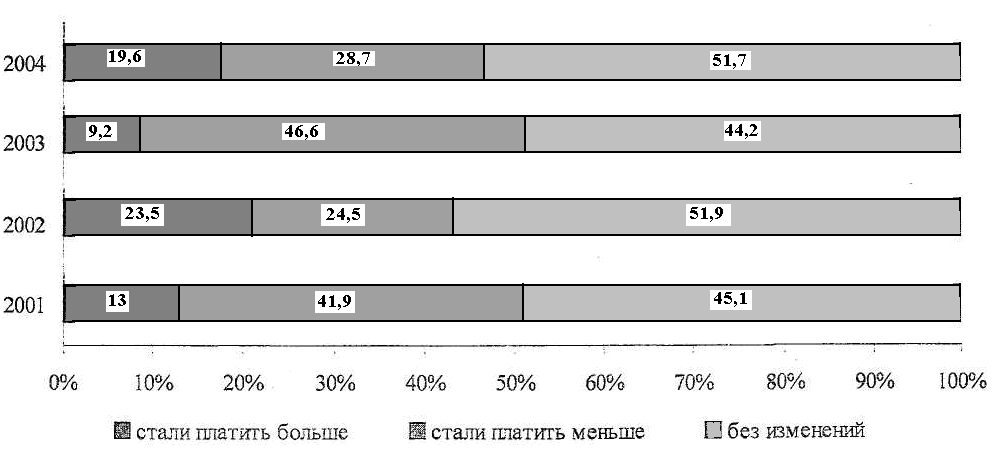 2004 19,6 28,7 51,7
2003 9,2 46,6 44,2
2002 23,5 24,5 51,9
2001 13 41,9 45,1
0% 10% 20% 30% 40% 50% 60% 70% 80% 90% 100%
стали платить больше стали платить меньше без изменений